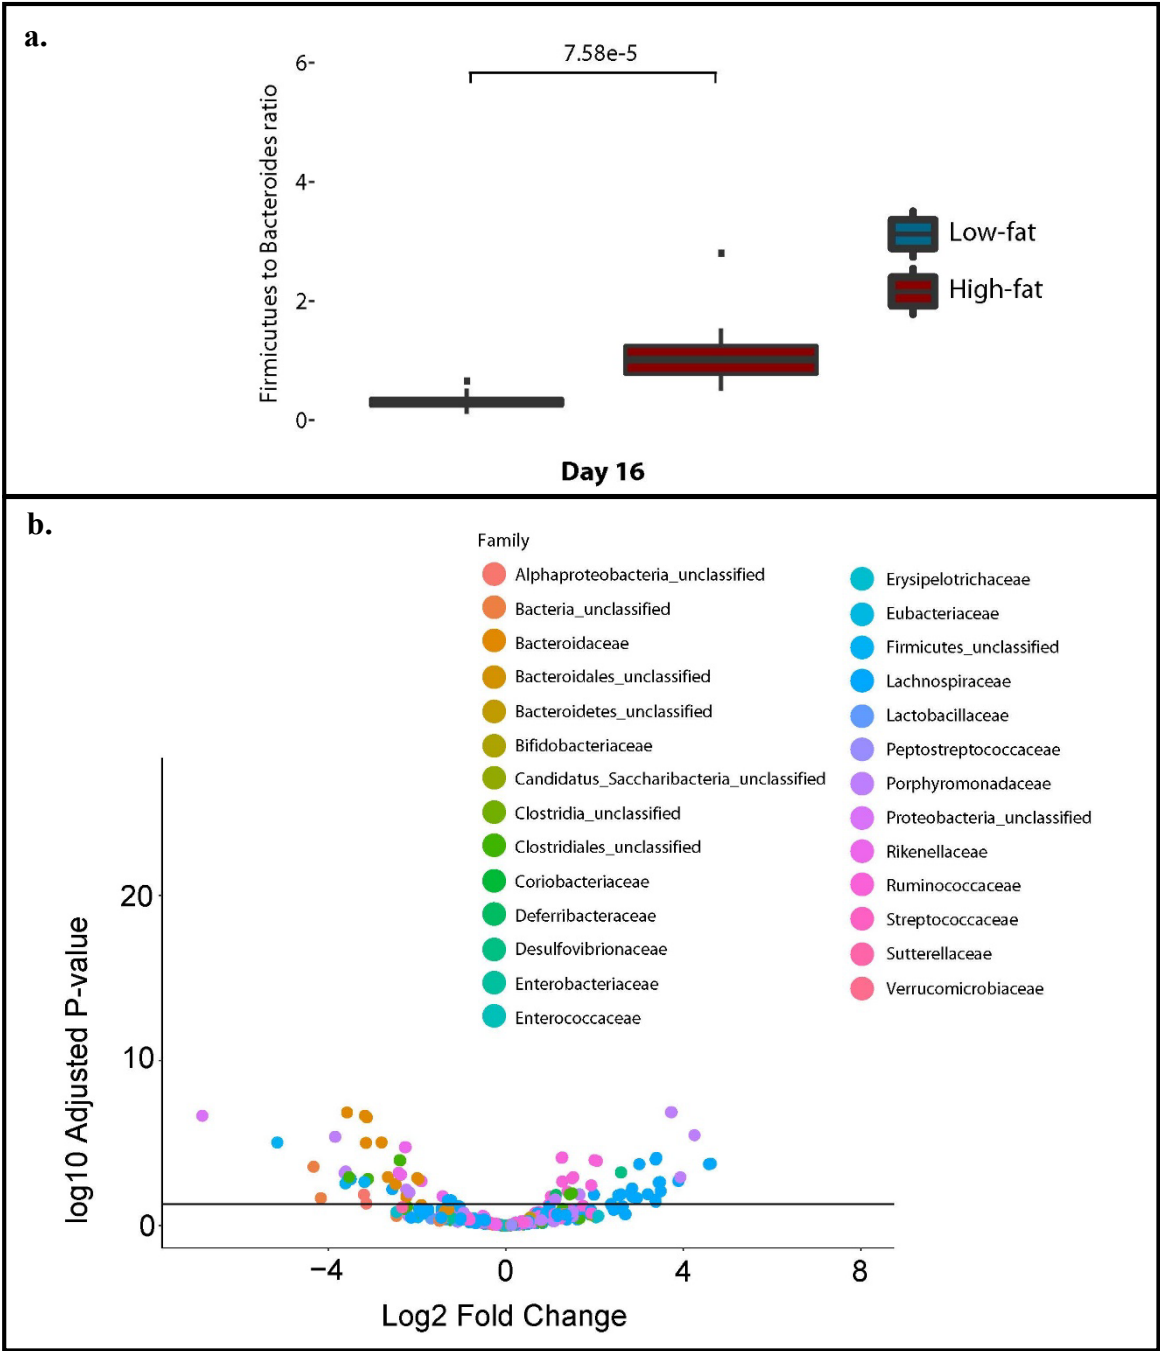 a.
7.58e-5
6-
4-
2-
0-
Firmicutues to Bacteroides ratio
Low-fat
High-fat
Day 16
b.
Family
Alphaproteobacteria_unclassified
Bacteria_unclassified
Bacteroidaceae
Bacteroidales_unclassified
Bacteroidetes_unclassified
Bifidobacteriaceae
Candidatus_Saccharibacteria_unclassified
Clostridia_unclassified
Clostridiales_unclassified
Coriobacteriaceae
Deferribacteraceae
Desulfovibrionaceae
Enterobacteriaceae
Enterococcaceae
Erysipelotrichaceae
Eubacteriaceae
Firmicutes_unclassified
Lachnospiraceae
Lactobacillaceae
Peptostreptococcaceae
Porphyromonadaceae
Proteobacteria_unclassified
Rikenellaceae
Ruminococcaceae
Streptococcaceae
Sutterellaceae
Verrucomicrobiaceae
20
10
0
log10 Adjusted P-value
−4 0 4 8
Log2 Fold Change